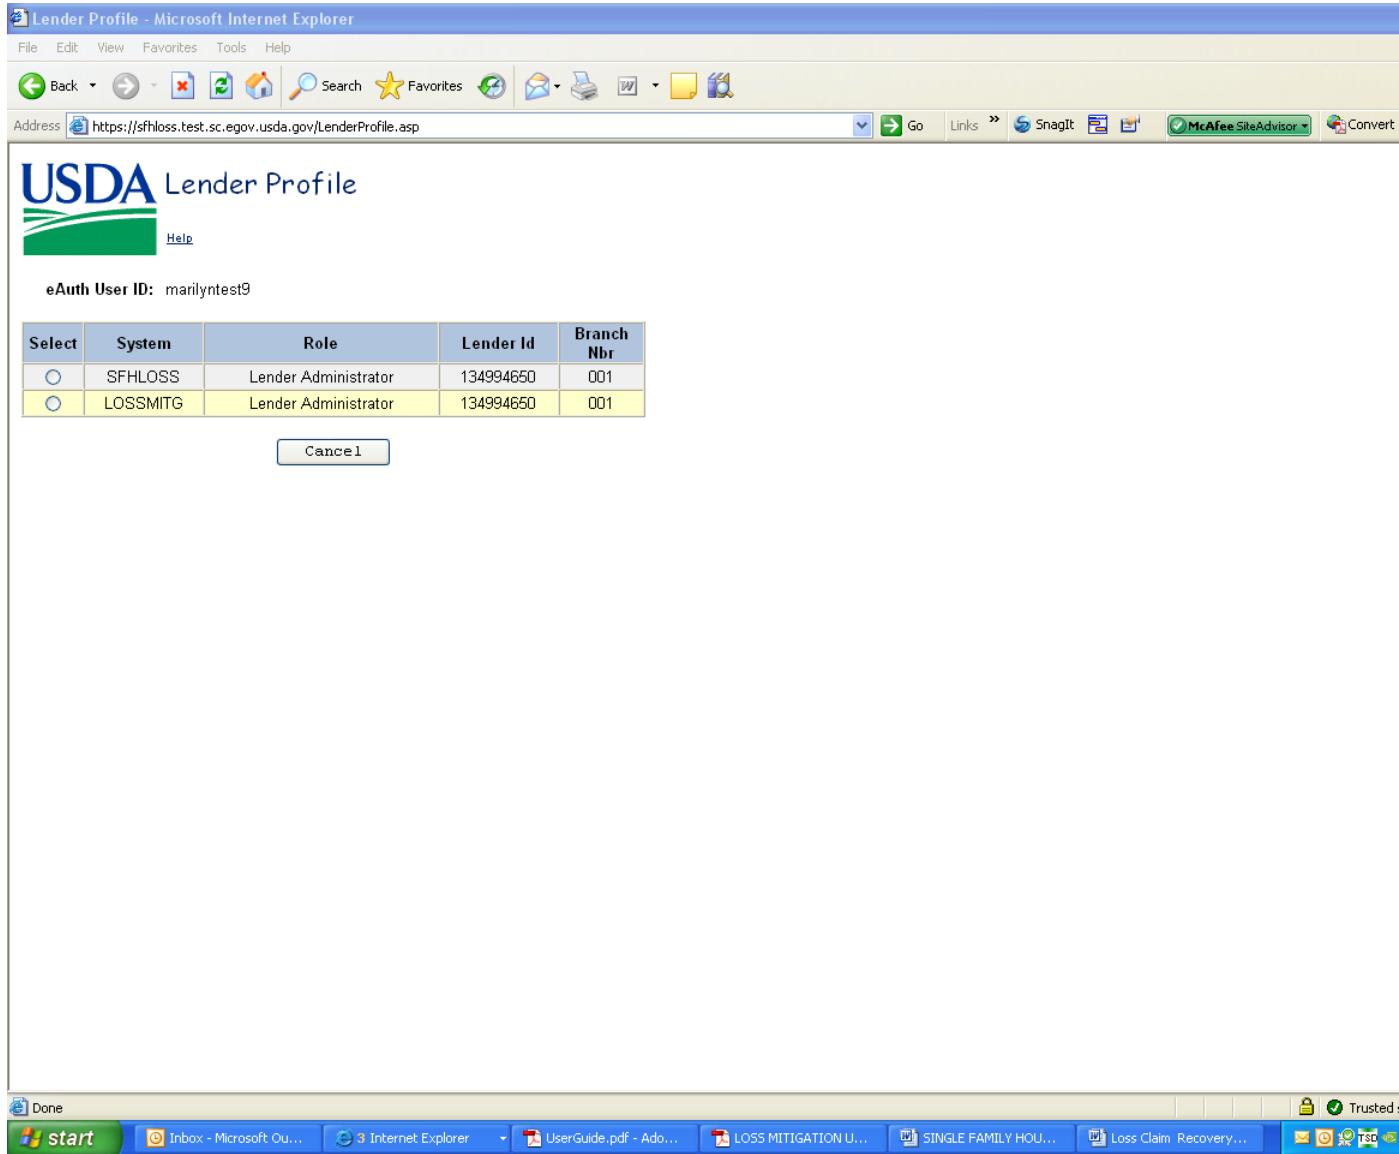 Lender Profile - Microsoft Internet Explorer
File Edit View Favorites Tools Help
Back Search Favorites W
Address https://sfhloss.test.sc.egov.usda.gov/LenderProfile.asp Go Links » SnagIt McAfee SiteAdvisor Convert
USDA Lender Profile
Help
eAuth User ID: marilyntest9
Select System Role Lender Id Branch Nbr
SFHLOSS Lender Administrator 134994650 001
LOSSMITG Lender Administrator 134994650 001
Cancel
Done Trusted
start Inbox - Microsoft Ou... 3 Internet Explorer UserGuide.pdf - Ado... LOSS MITIGATION U... SINGLE FAMILY HOU... Loss Claim Recovery... TSD